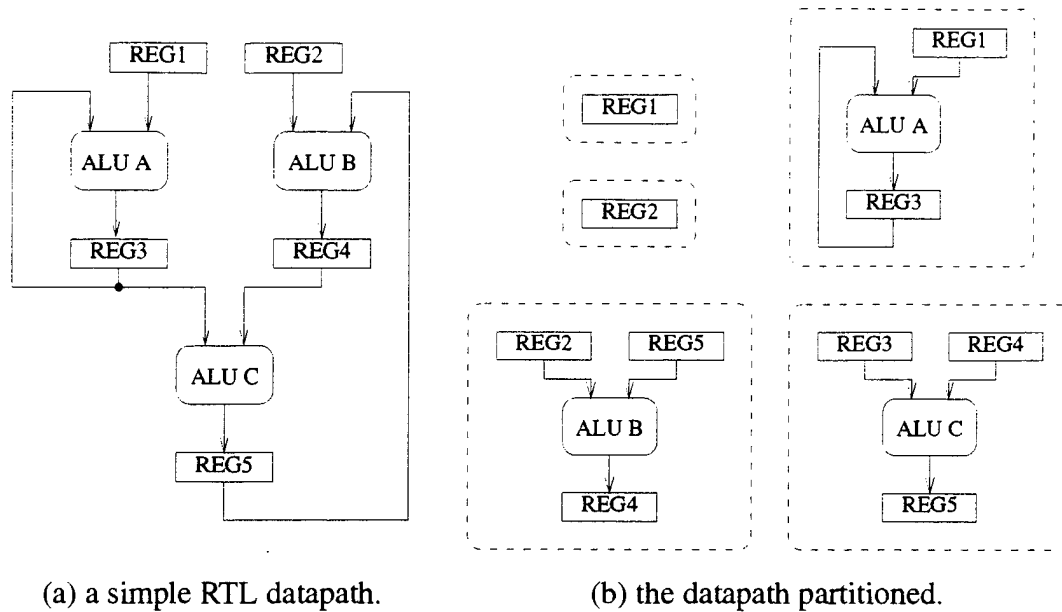 REG1
REG2
ALU A
ALU B
REG3
REG4
ALU C
REG5
(a) a simple RTL datapath.
REG1
REG2
REG1
ALU A
REG3
REG2
REG5
ALU B
REG4
REG3
REG4
ALU C
REG5
(b) the datapath partitioned.